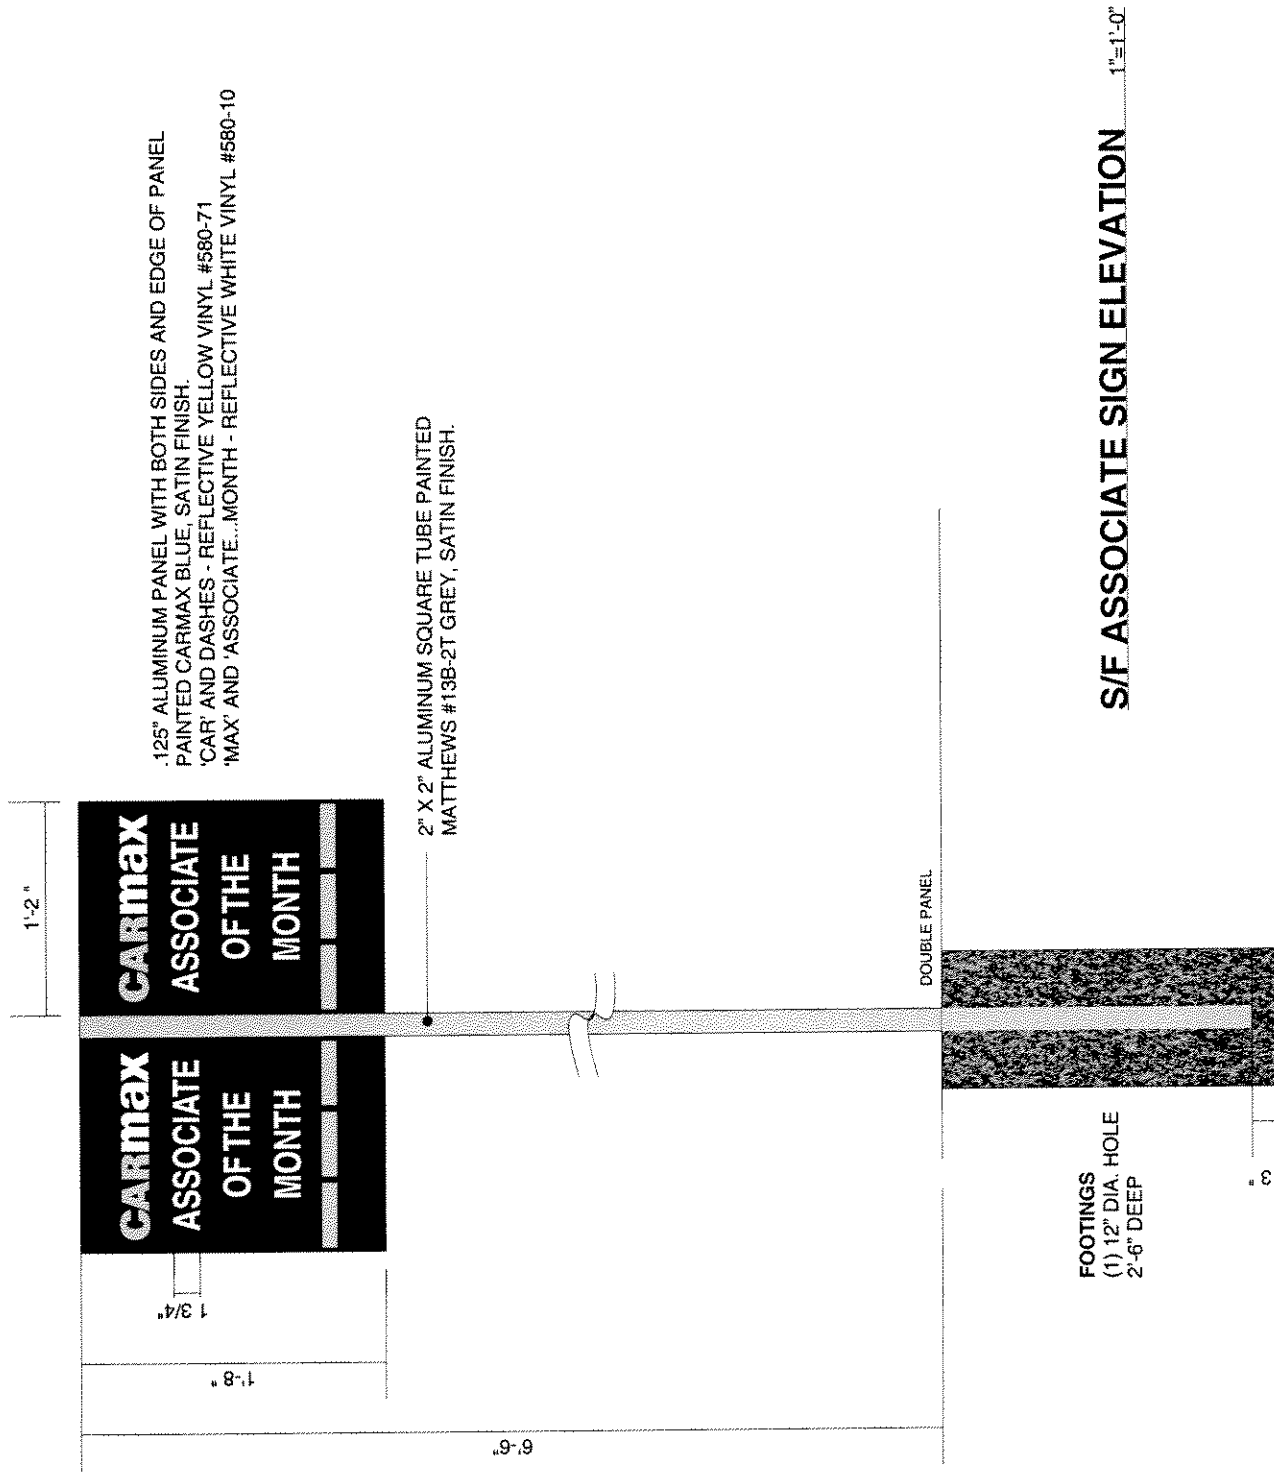 1'-2 "
CARmax
ASSOCIATE
OF THE
MONTH
CARmax
ASSOCIATE
OF THE
MONTH
.125" ALUMINUM PANEL WITH BOTH SIDES AND EDGE OF PANEL
PAINTED CARMAX BLUE, SATIN FINISH.
'CAR' AND DASHES - REFLECTIVE YELLOW VINYL #580-71
'MAX' AND 'ASSOCIATE...MONTH - REFLECTIVE WHITE VINYL #580-10
1 3/4"
1'-8 "
6'-6"
2" X 2" ALUMINUM SQUARE TUBE PAINTED
MATTHEWS #13B-2T GREY, SATIN FINISH.
DOUBLE PANEL
FOOTINGS
(1) 12" DIA. HOLE
2'-6" DEEP
3 "
S/F ASSOCIATE SIGN ELEVATION
1"=1'-0"